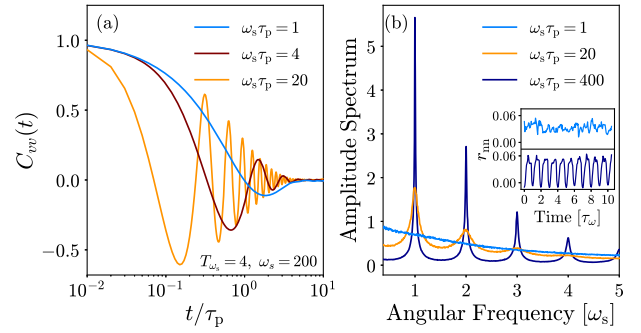 (a)
ωsτp = 1
ωsτp = 4
ωsτp = 20
Tωs = 4, ωs = 200
1.0
0.5
0.0
−0.5
Cvv(t)
10⁻²
10⁻¹
10⁰
10¹
t/τp
(b)
ωsτp = 1
ωsτp = 20
ωsτp = 400
5
4
3
2
1
0
Amplitude Spectrum
0.06
0.00
0.06
0.00
rnn
0 2 4 6 8 10
Time [τω]
1 2 3 4 5
Angular Frequency [ωs]